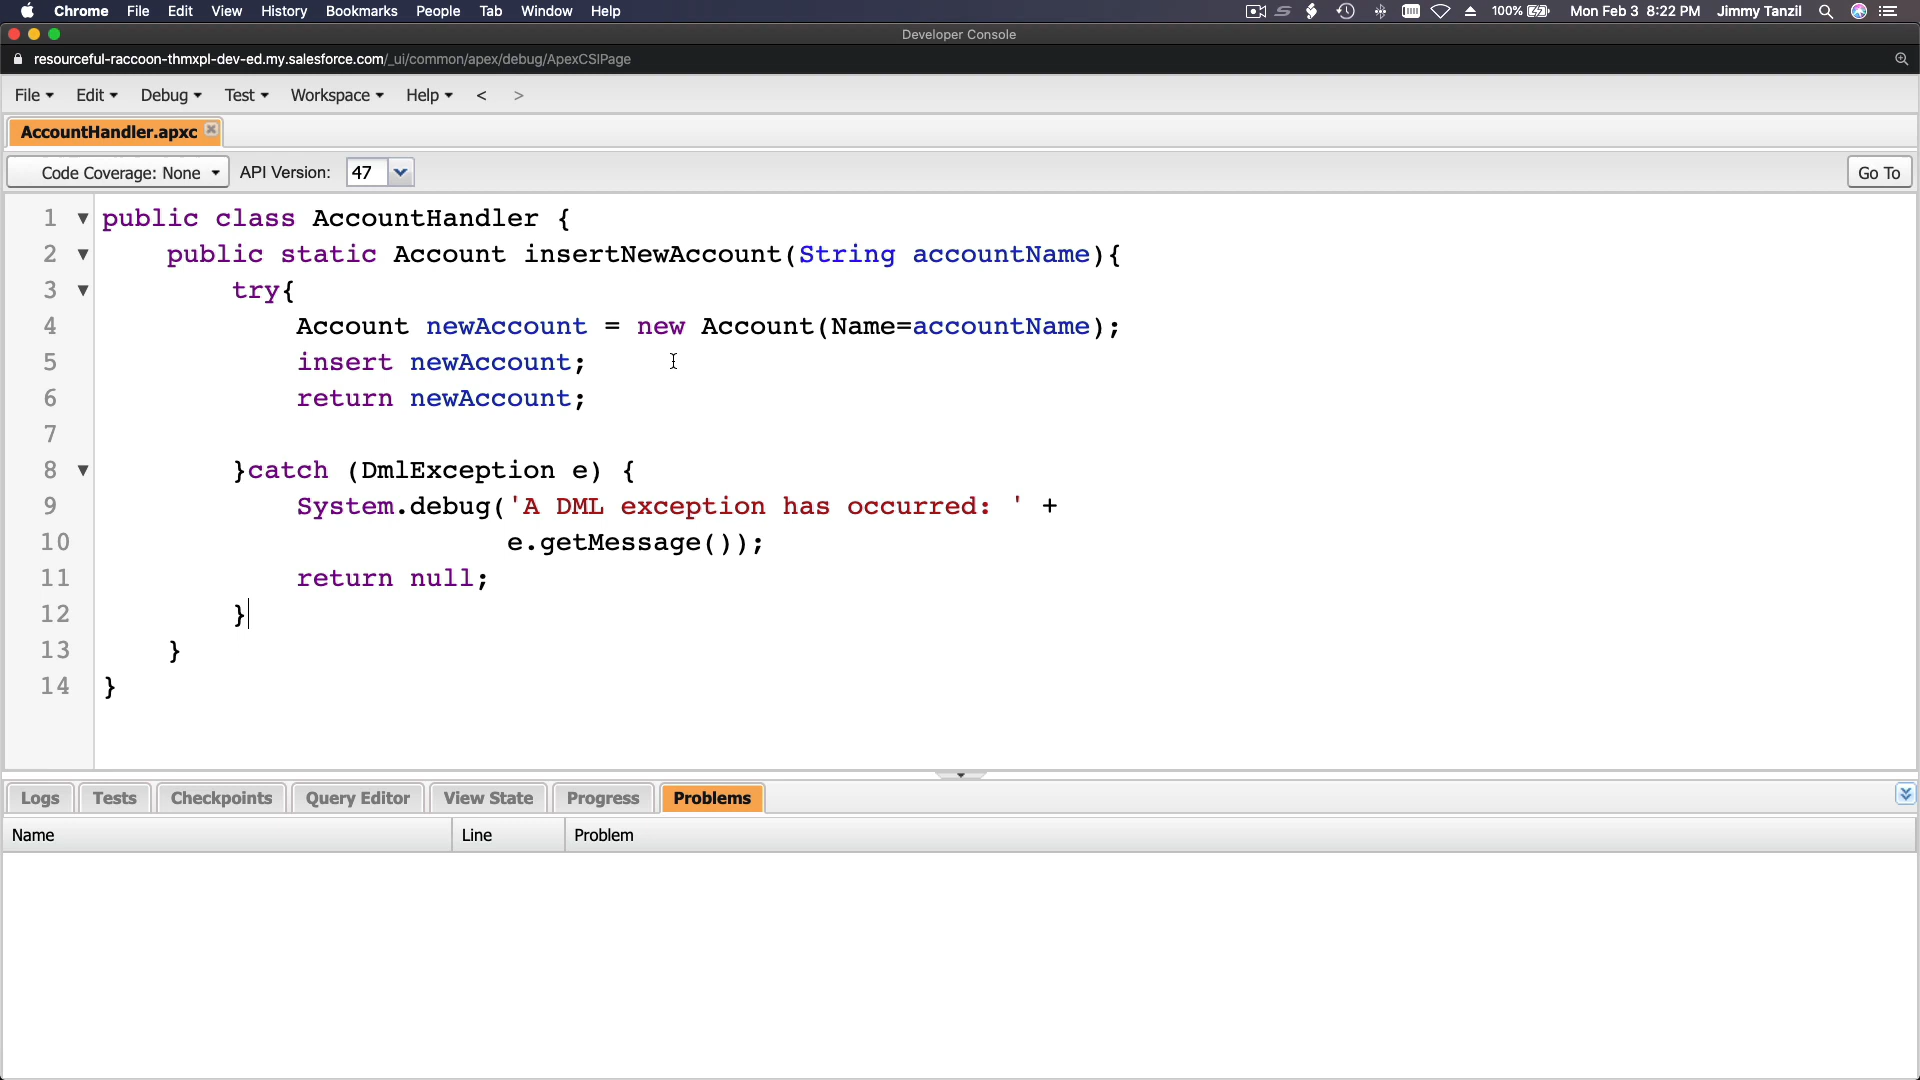 Chrome File Edit View History Bookmarks People Tab Window Help 100% Mon Feb 3 8:22 PM Jimmy Tanzil
Developer Console
resourceful-raccoon-thmxpl-dev-ed.my.salesforce.com/_ui/common/apex/debug/ApexCSIPage
File Edit Debug Test Workspace Help < >
AccountHandler.apxc
Code Coverage: None API Version: 47 Go To
1 public class AccountHandler {
2 public static Account insertNewAccount(String accountName){
3 try{
4 Account newAccount = new Account(Name=accountName);
5 insert newAccount;
6 return newAccount;
7
8 }catch (DmlException e) {
9 System.debug('A DML exception has occurred: ' +
10 e.getMessage());
11 return null;
12 }
13 }
14 }
Logs Tests Checkpoints Query Editor View State Progress Problems
Name Line Problem